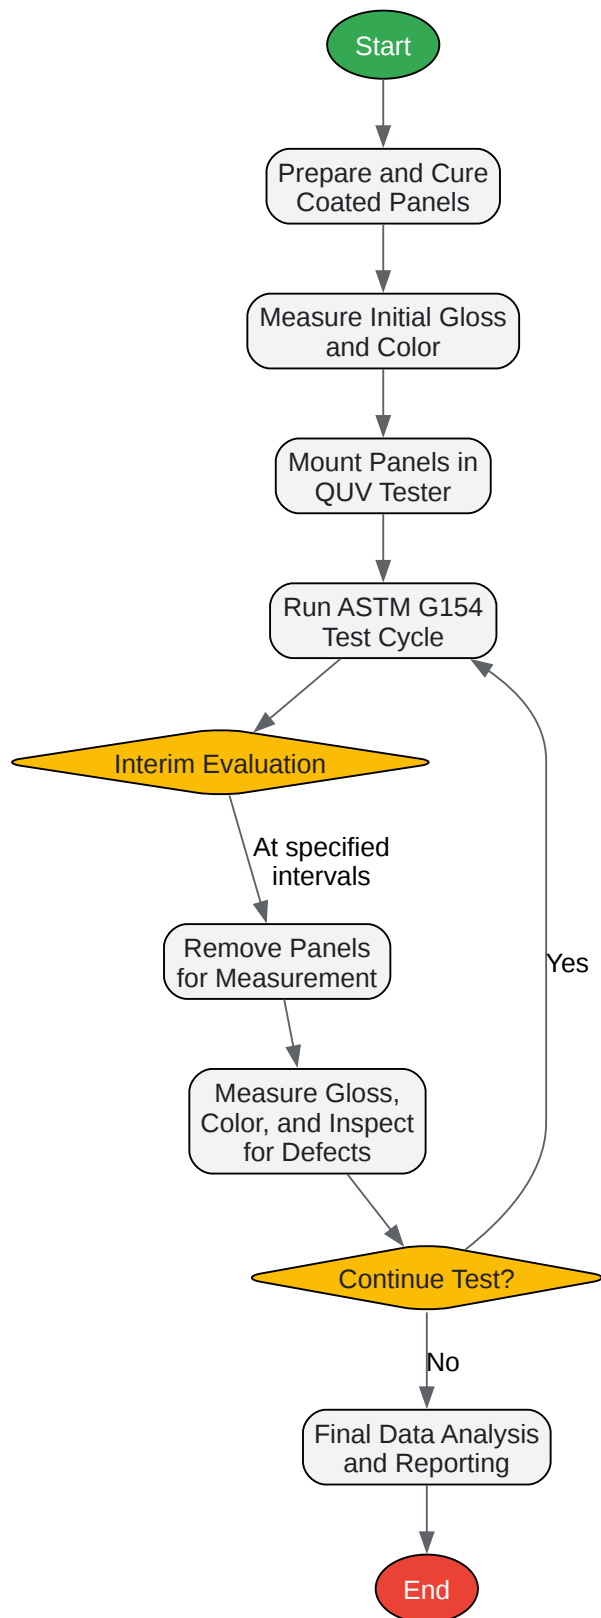 Start
Prepare and Cure
Coated Panels
Measure Initial Gloss
and Color
Mount Panels in
QUV Tester
Run ASTM G154
Test Cycle
Interim Evaluation
At specified
intervals
Remove Panels
for Measurement
Yes
Measure Gloss,
Color, and Inspect
for Defects
Continue Test?
No
Final Data Analysis
and Reporting
End